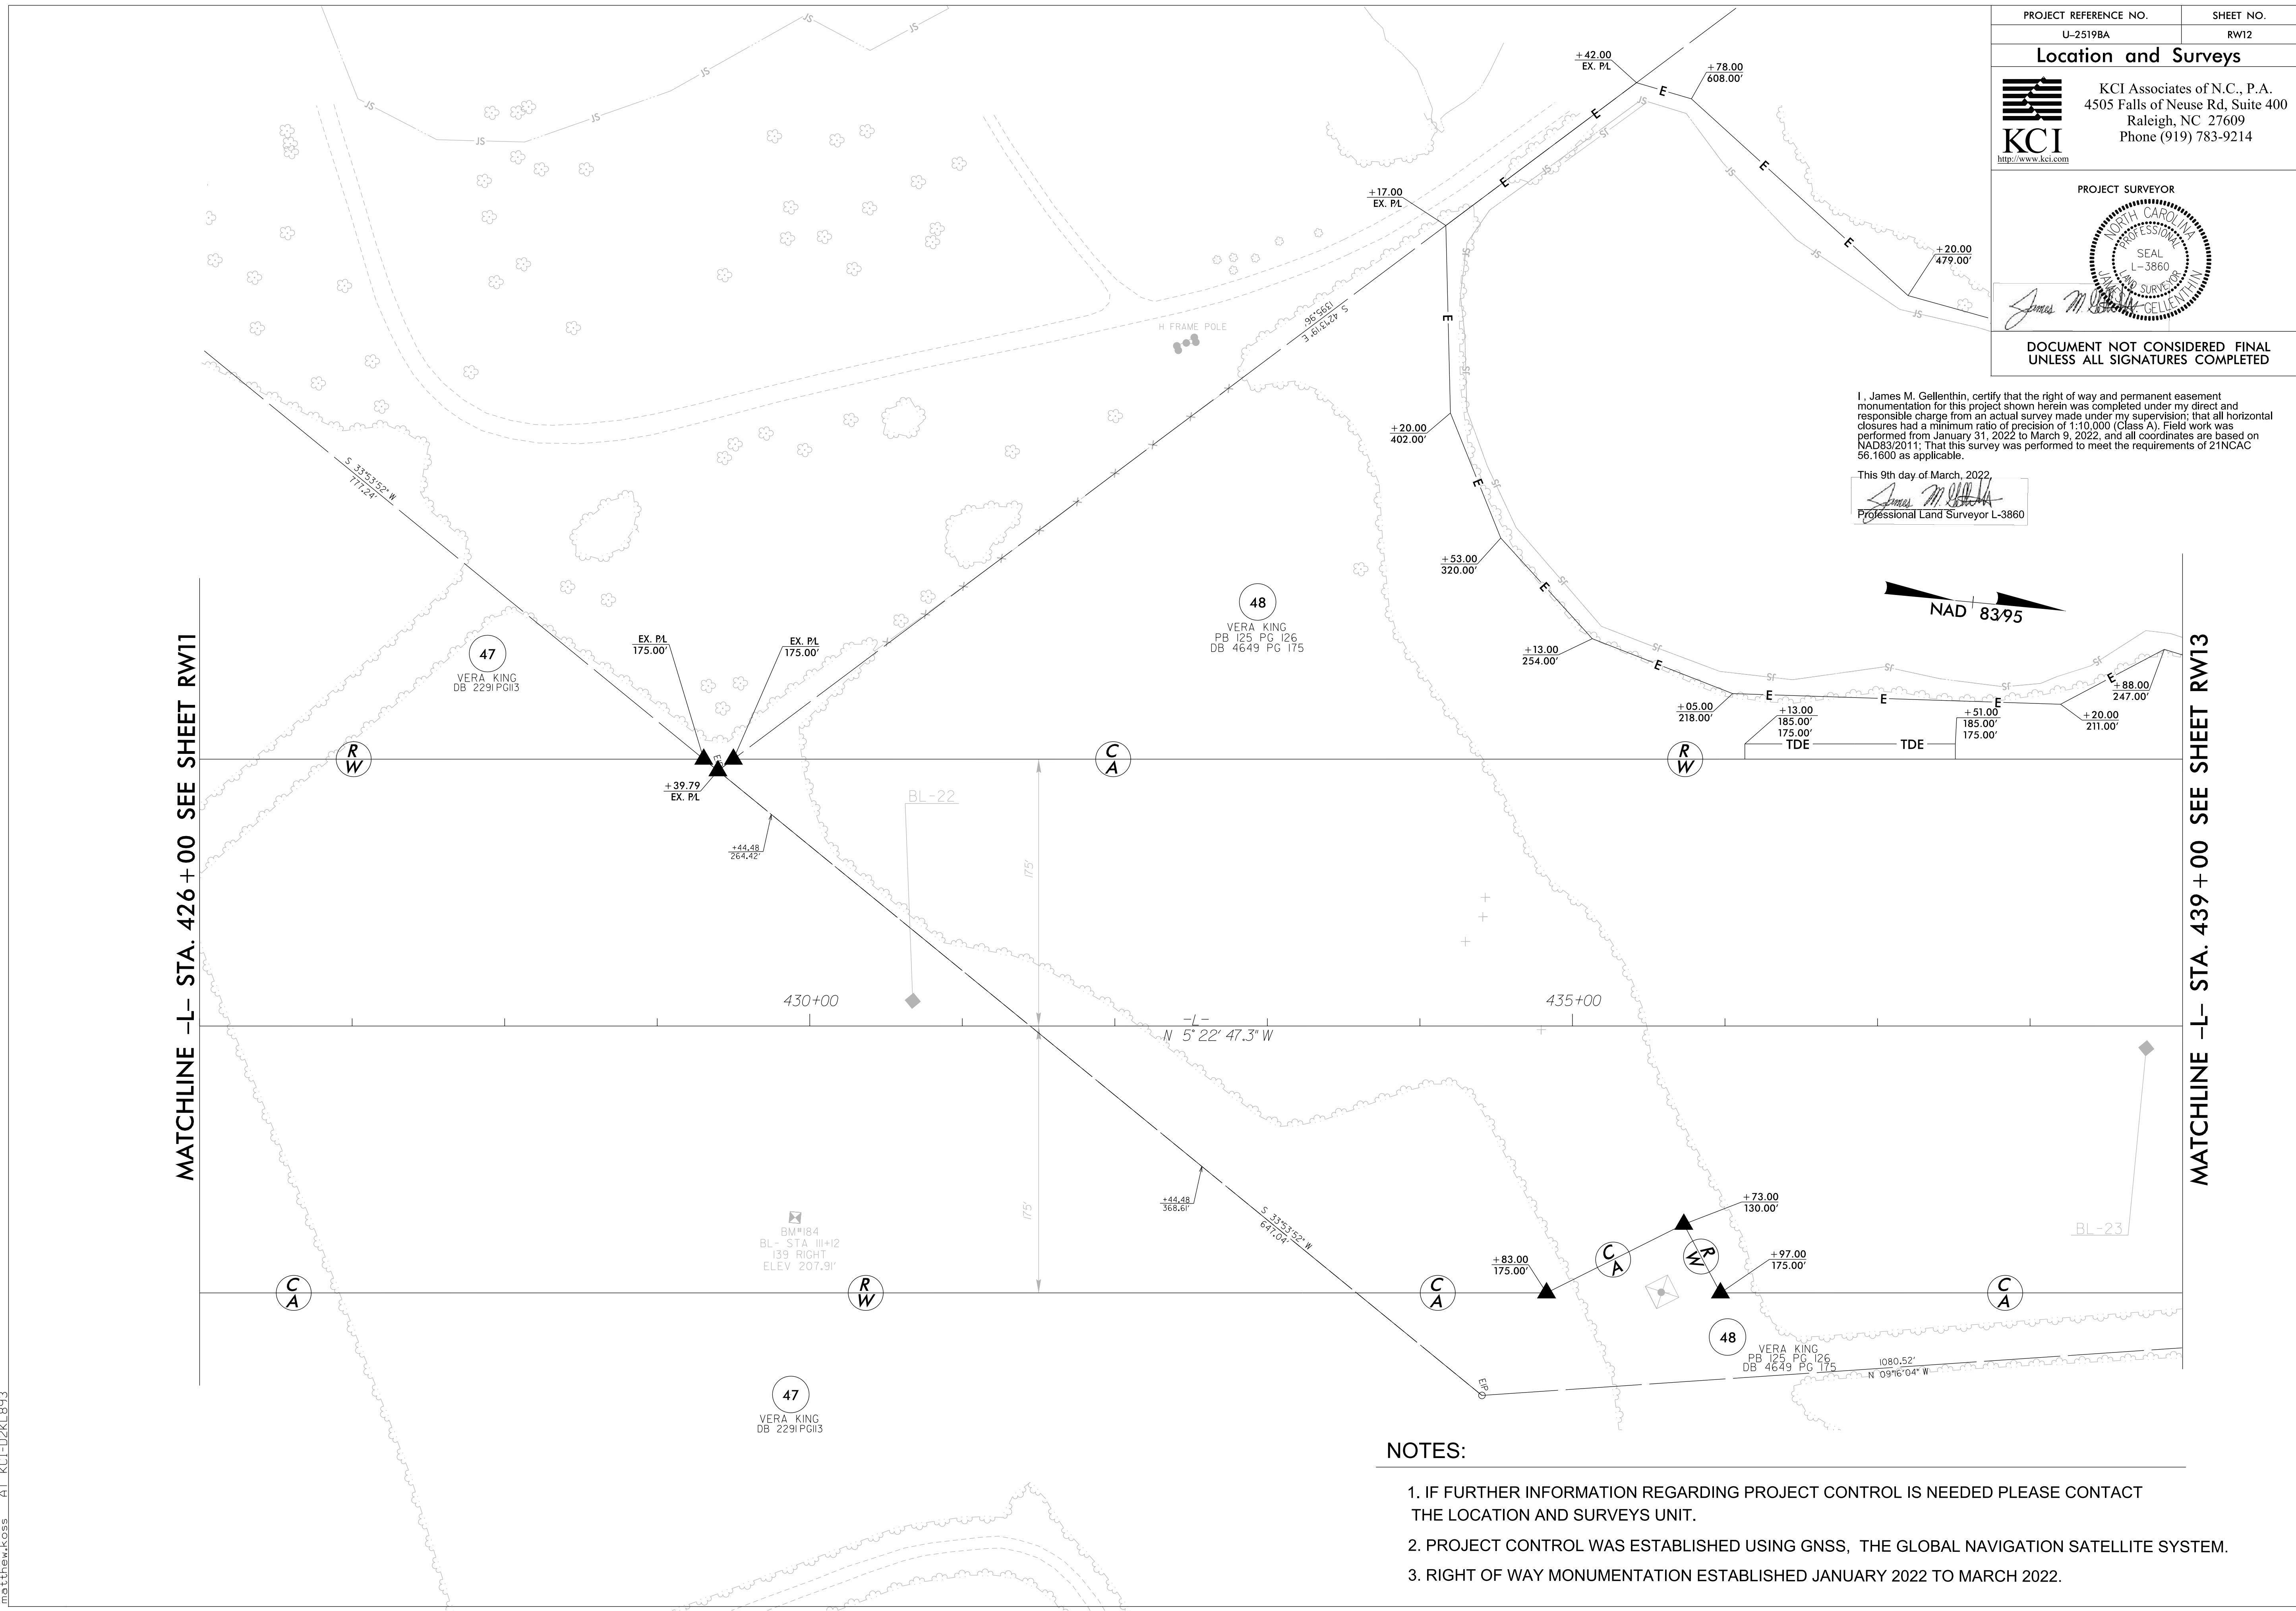 PROJECT REFERENCE NO.
SHEET NO.
U-2519BA
RW12
Location and Surveys
KCI
http://www.kci.com
KCI Associates of N.C., P.A.
4505 Falls of Neuse Rd, Suite 400
Raleigh, NC 27609
Phone (919) 783-9214
PROJECT SURVEYOR
NORTH CAROLINA
PROFESSIONAL
SEAL
L-3860
LAND SURVEYOR
JAMES M. GELLENTHIN
DOCUMENT NOT CONSIDERED FINAL
UNLESS ALL SIGNATURES COMPLETED
I , James M. Gellenthin, certify that the right of way and permanent easement
monumentation for this project shown herein was completed under my direct and
responsible charge from an actual survey made under my supervision; that all horizontal
closures had a minimum ratio of precision of 1:10,000 (Class A). Field work was
performed from January 31, 2022 to March 9, 2022, and all coordinates are based on
NAD83/2011; That this survey was performed to meet the requirements of 21NCAC
56.1600 as applicable.
This 9th day of March, 2022
Professional Land Surveyor L-3860
NAD 83/95
+42.00
EX. P/L
+78.00
608.00'
+17.00
EX. P/L
+20.00
479.00'
S 42°13'19" E
1395.96'
H FRAME POLE
+20.00
402.00'
+53.00
320.00'
+13.00
254.00'
+05.00
218.00'
+13.00
185.00'
175.00'
TDE
TDE
+51.00
185.00'
175.00'
+20.00
211.00'
+88.00
247.00'
S 33°53'52" W
777.24'
47
VERA KING
DB 2291 PG113
EX. P/L
175.00'
EX. P/L
175.00'
48
VERA KING
PB 125 PG 126
DB 4649 PG 175
R
W
C
A
R
W
+39.79
EX. P/L
+44.48
264.42'
BL-22
175'
MATCHLINE -L- STA. 426+00 SEE SHEET RW11
MATCHLINE -L- STA. 439+00 SEE SHEET RW13
430+00
435+00
-L-
N 5° 22' 47.3" W
+44.48
368.61'
175'
S 33°53'52" W
647.04'
BM#184
BL- STA 111+12
139 RIGHT
ELEV 207.91'
+73.00
130.00'
+83.00
175.00'
C
A
R
W
+97.00
175.00'
BL-23
C
A
R
W
C
A
C
A
48
VERA KING
PB 125 PG 126
DB 4649 PG 175
1080.52'
N 09°16'04" W
EIP
47
VERA KING
DB 2291 PG113
NOTES:
1. IF FURTHER INFORMATION REGARDING PROJECT CONTROL IS NEEDED PLEASE CONTACT
THE LOCATION AND SURVEYS UNIT.
2. PROJECT CONTROL WAS ESTABLISHED USING GNSS, THE GLOBAL NAVIGATION SATELLITE SYSTEM.
3. RIGHT OF WAY MONUMENTATION ESTABLISHED JANUARY 2022 TO MARCH 2022.
matthew.koss